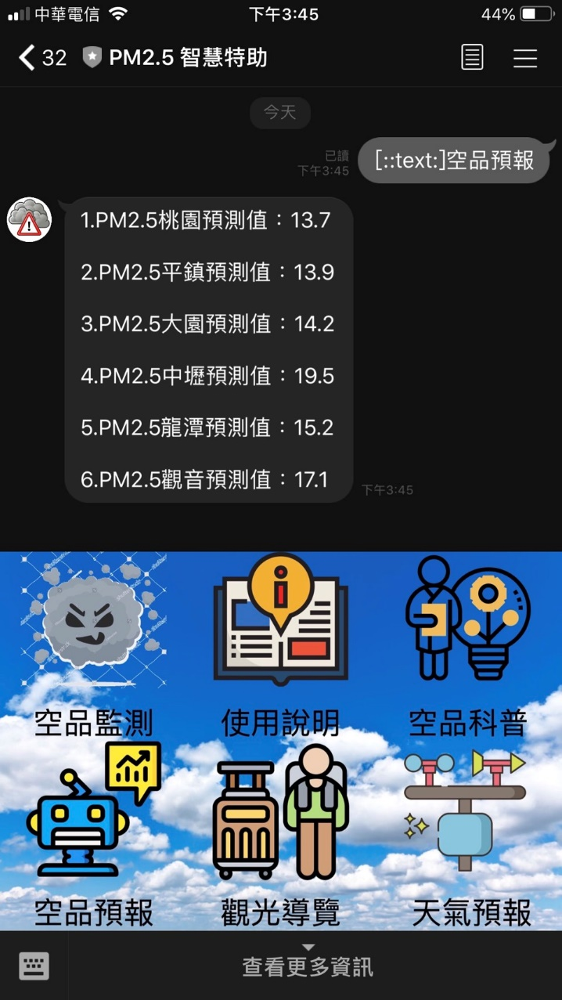 中華電信
下午3:45
44%
32
PM2.5 智慧特助
今天
已讀
下午3:45
[::text:]空品預報
1.PM2.5桃園預測值：13.7
2.PM2.5平鎮預測值：13.9
3.PM2.5大園預測值：14.2
4.PM2.5中壢預測值：19.5
5.PM2.5龍潭預測值：15.2
6.PM2.5觀音預測值：17.1
下午3:45
空品監測
使用說明
空品科普
空品預報
觀光導覽
天氣預報
查看更多資訊